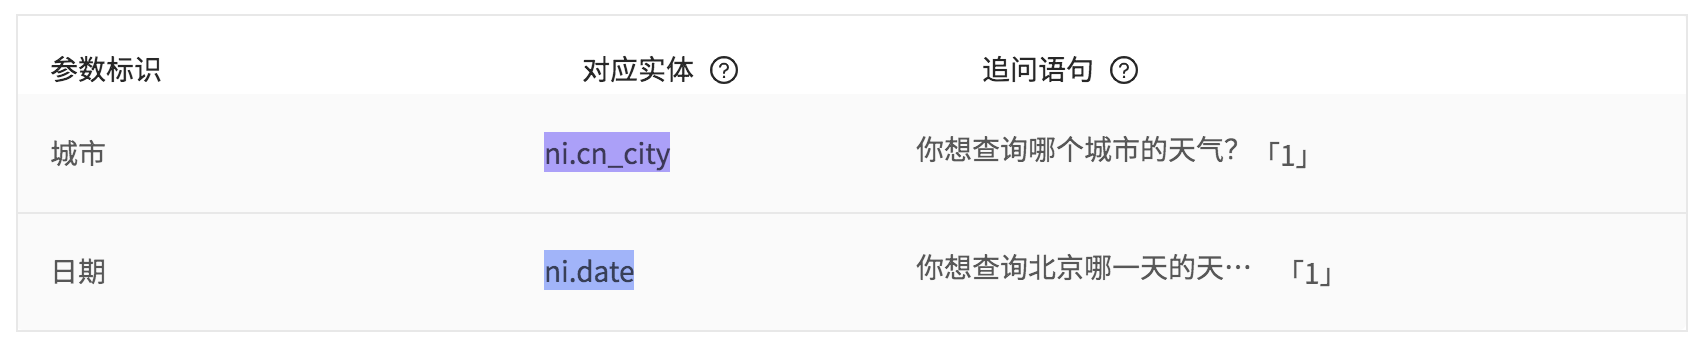 参数标识 对应实体 ? 追问语句 ?
城市 ni.cn_city 你想查询哪个城市的天气？「1」
日期 ni.date 你想查询北京哪一天的天… 「1」